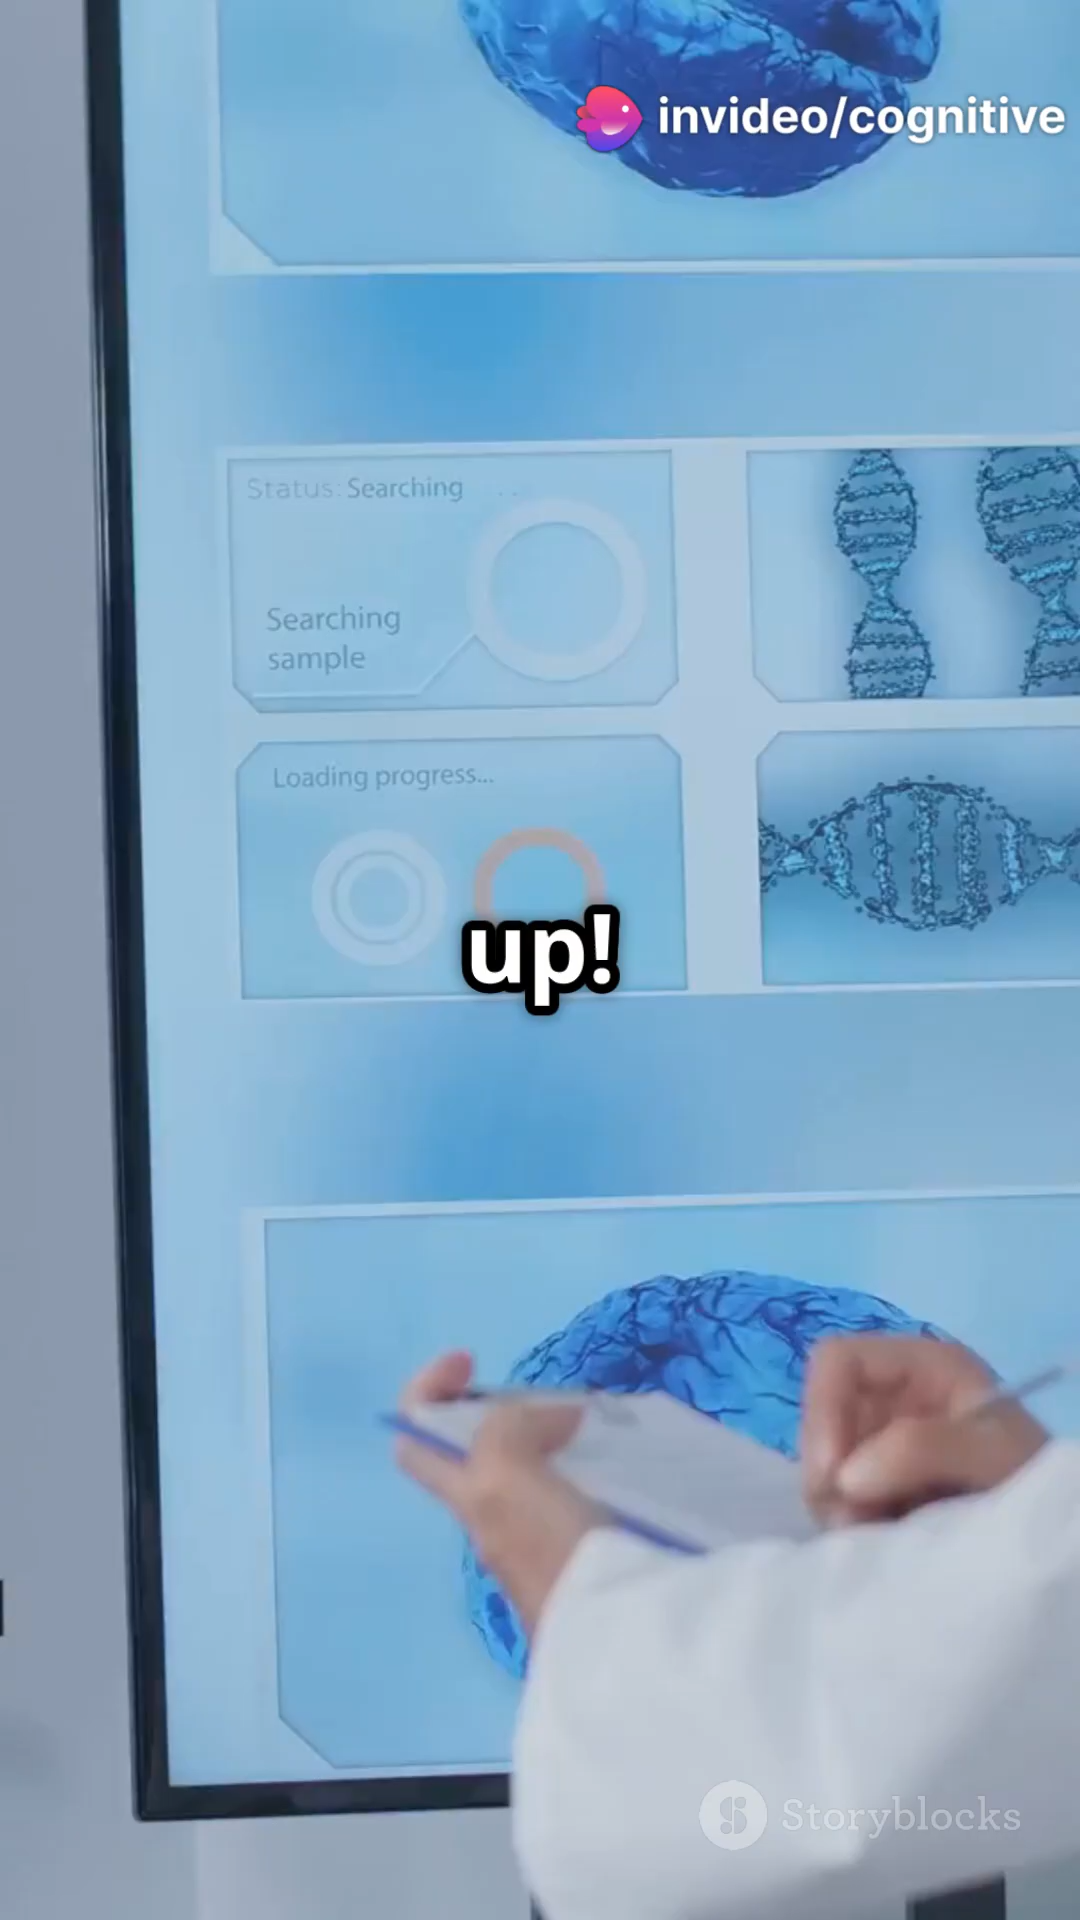 invideo/cognitive
Status: Searching ...
Searching
sample
Loading progress...
up!
Storyblocks